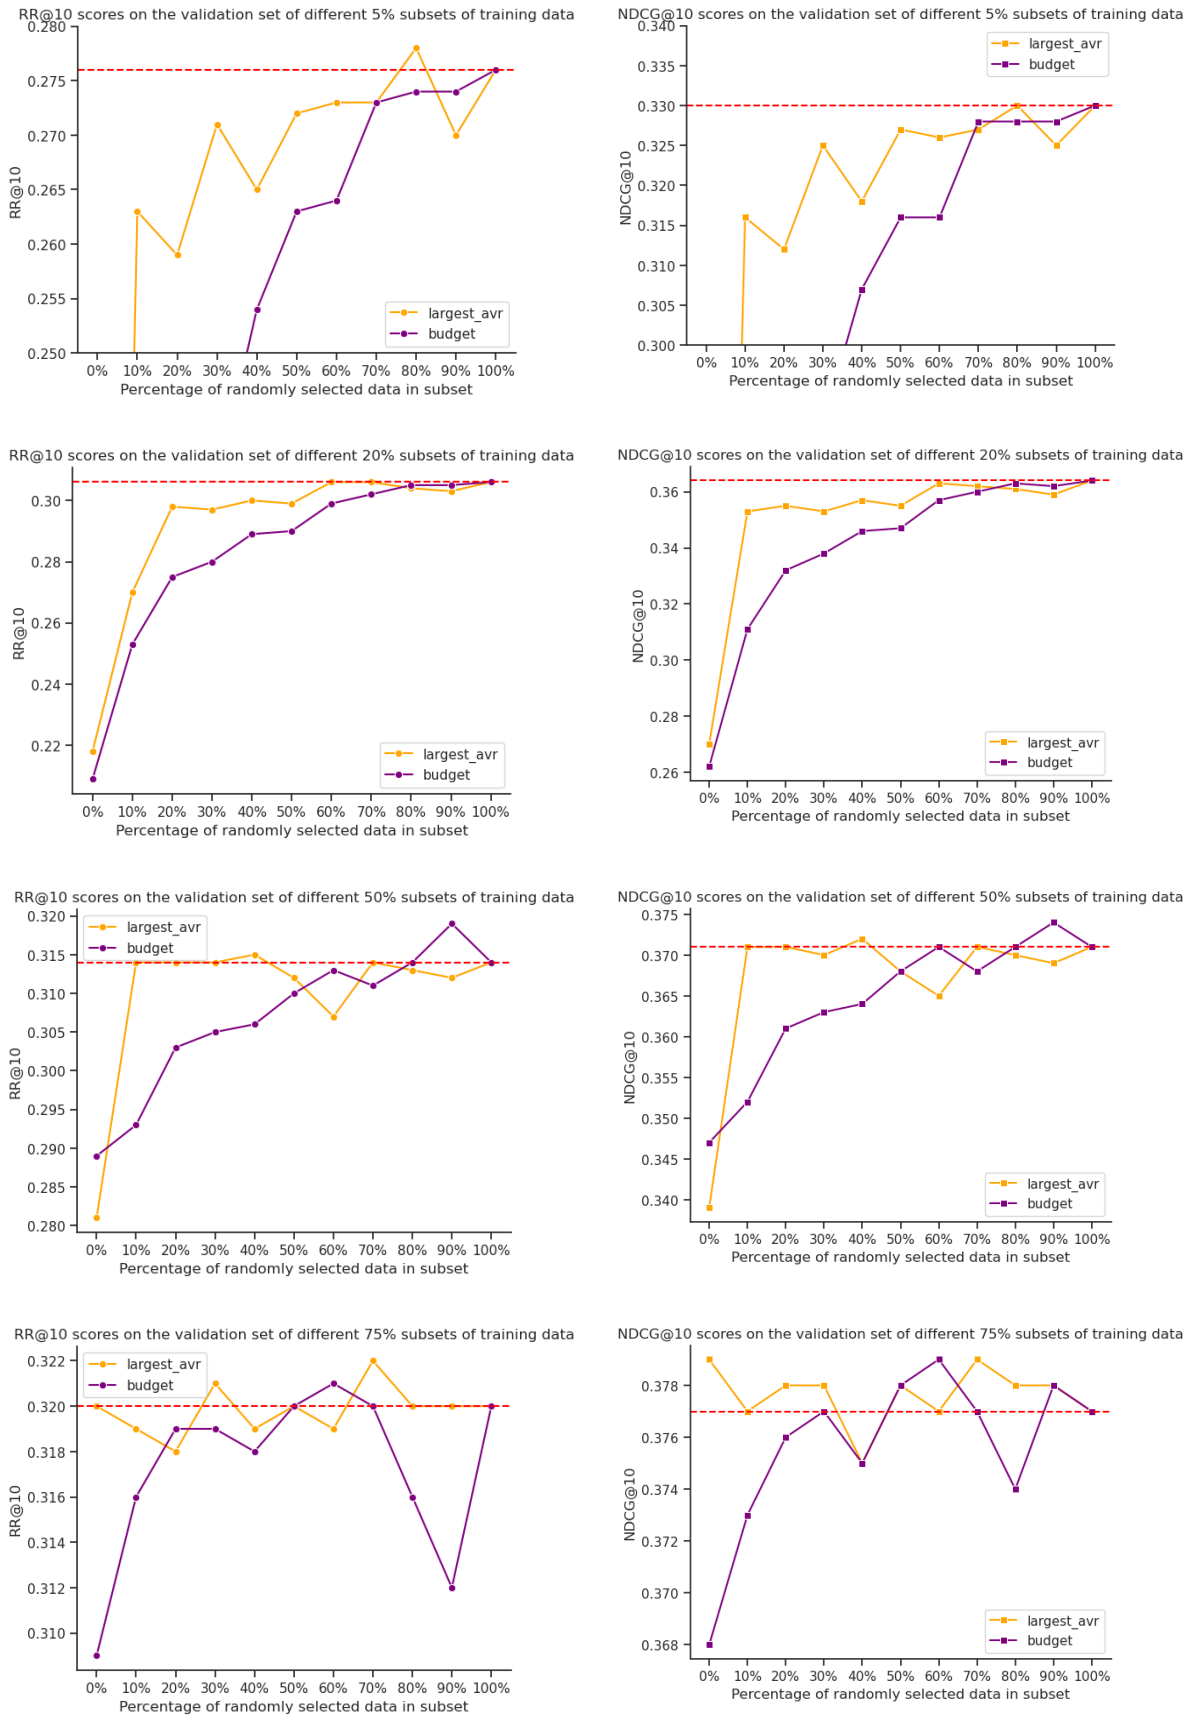 RR@10 scores on the validation set of different 5% subsets of training data
0.280
0.275
0.270
0.265
0.260
0.255
0.250
RR@10
largest_avr
budget
0% 10% 20% 30% 40% 50% 60% 70% 80% 90% 100%
Percentage of randomly selected data in subset
NDCG@10 scores on the validation set of different 5% subsets of training data
0.340
0.335
0.330
0.325
0.320
0.315
0.310
0.305
0.300
NDCG@10
largest_avr
budget
0% 10% 20% 30% 40% 50% 60% 70% 80% 90% 100%
Percentage of randomly selected data in subset
RR@10 scores on the validation set of different 20% subsets of training data
0.30
0.28
0.26
0.24
0.22
RR@10
largest_avr
budget
0% 10% 20% 30% 40% 50% 60% 70% 80% 90% 100%
Percentage of randomly selected data in subset
NDCG@10 scores on the validation set of different 20% subsets of training data
0.36
0.34
0.32
0.30
0.28
0.26
NDCG@10
largest_avr
budget
0% 10% 20% 30% 40% 50% 60% 70% 80% 90% 100%
Percentage of randomly selected data in subset
RR@10 scores on the validation set of different 50% subsets of training data
0.320
0.315
0.310
0.305
0.300
0.295
0.290
0.285
0.280
RR@10
largest_avr
budget
0% 10% 20% 30% 40% 50% 60% 70% 80% 90% 100%
Percentage of randomly selected data in subset
NDCG@10 scores on the validation set of different 50% subsets of training data
0.375
0.370
0.365
0.360
0.355
0.350
0.345
0.340
NDCG@10
largest_avr
budget
0% 10% 20% 30% 40% 50% 60% 70% 80% 90% 100%
Percentage of randomly selected data in subset
RR@10 scores on the validation set of different 75% subsets of training data
0.322
0.320
0.318
0.316
0.314
0.312
0.310
RR@10
largest_avr
budget
0% 10% 20% 30% 40% 50% 60% 70% 80% 90% 100%
Percentage of randomly selected data in subset
NDCG@10 scores on the validation set of different 75% subsets of training data
0.378
0.376
0.374
0.372
0.370
0.368
NDCG@10
largest_avr
budget
0% 10% 20% 30% 40% 50% 60% 70% 80% 90% 100%
Percentage of randomly selected data in subset